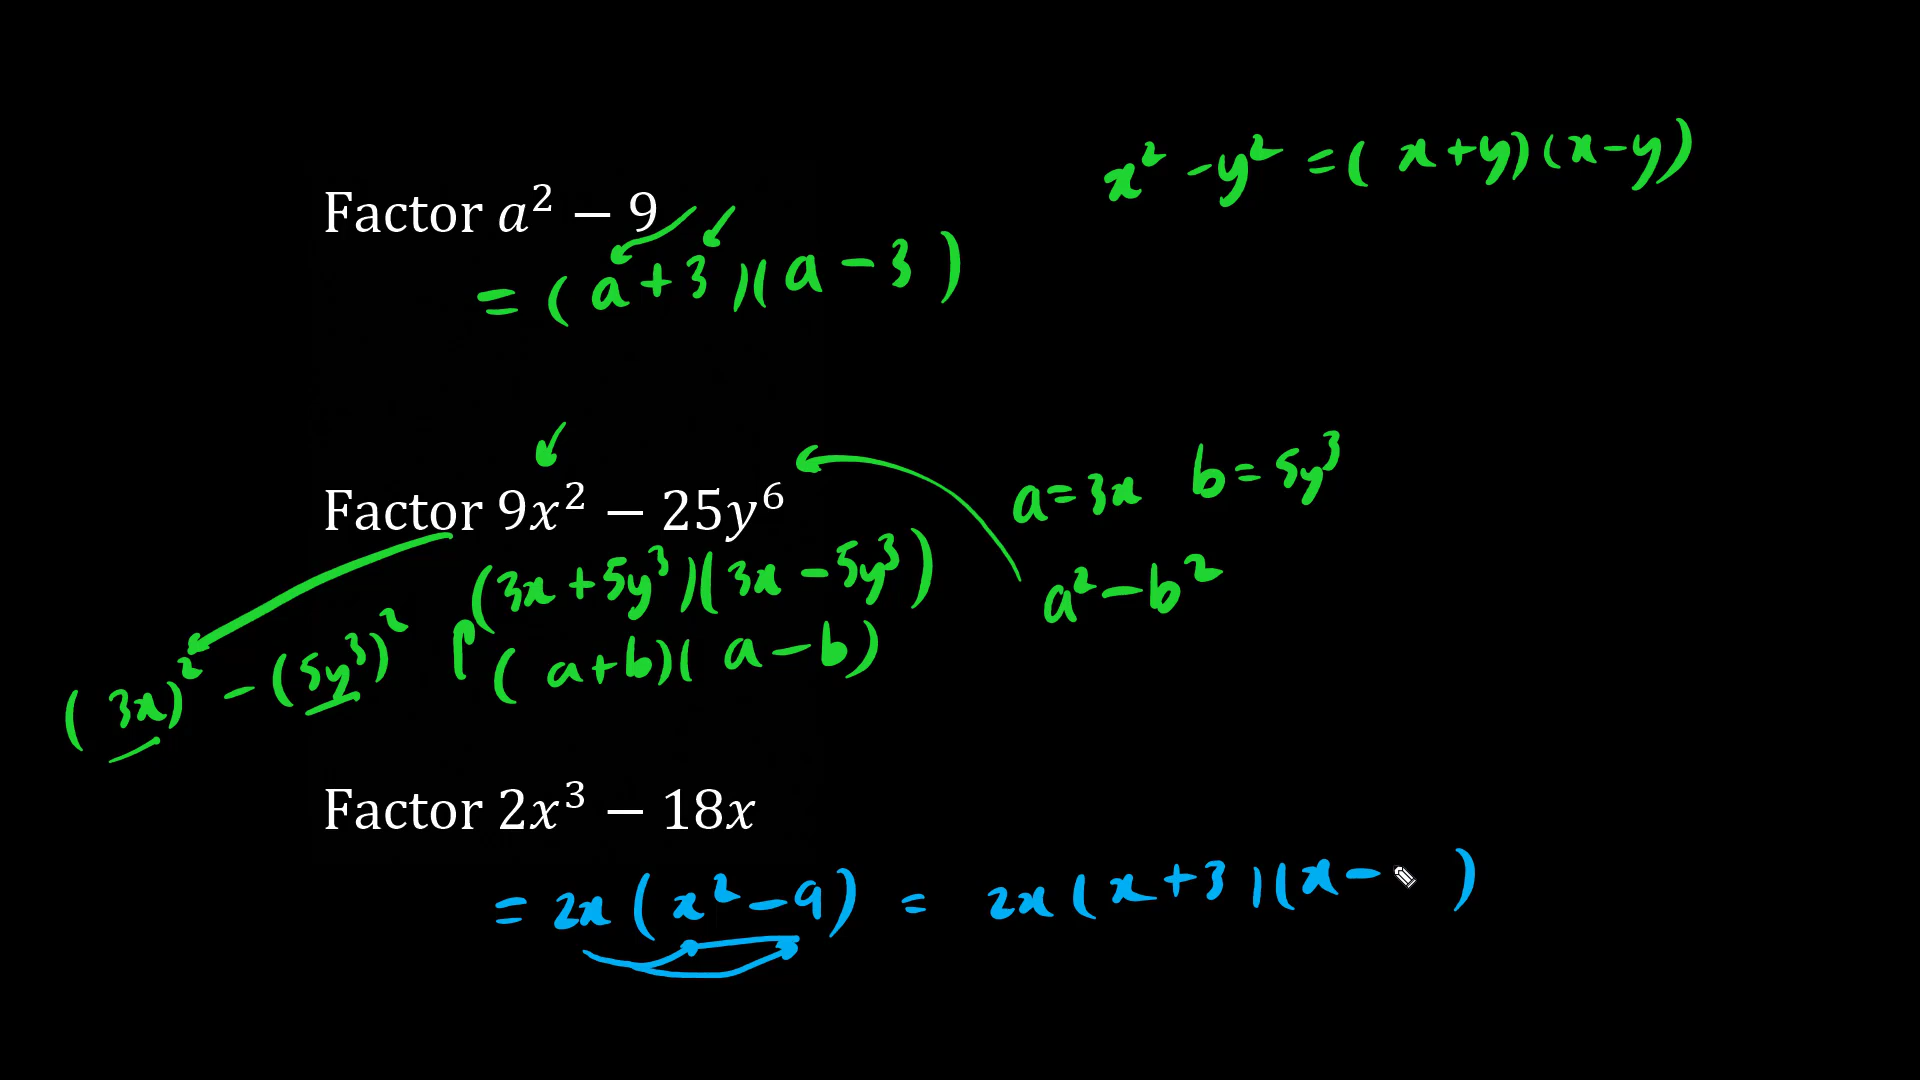 x² - y² = (x+y)(x-y)
Factor a² − 9
= (a+3)(a-3)
a=3x b=5y³
Factor 9x² − 25y⁶
(3x+5y³)(3x-5y³)
a²-b²
(3x)² - (5y³)² (a+b)(a-b)
Factor 2x³ − 18x
= 2x(x²-9) = 2x(x+3)(x- )